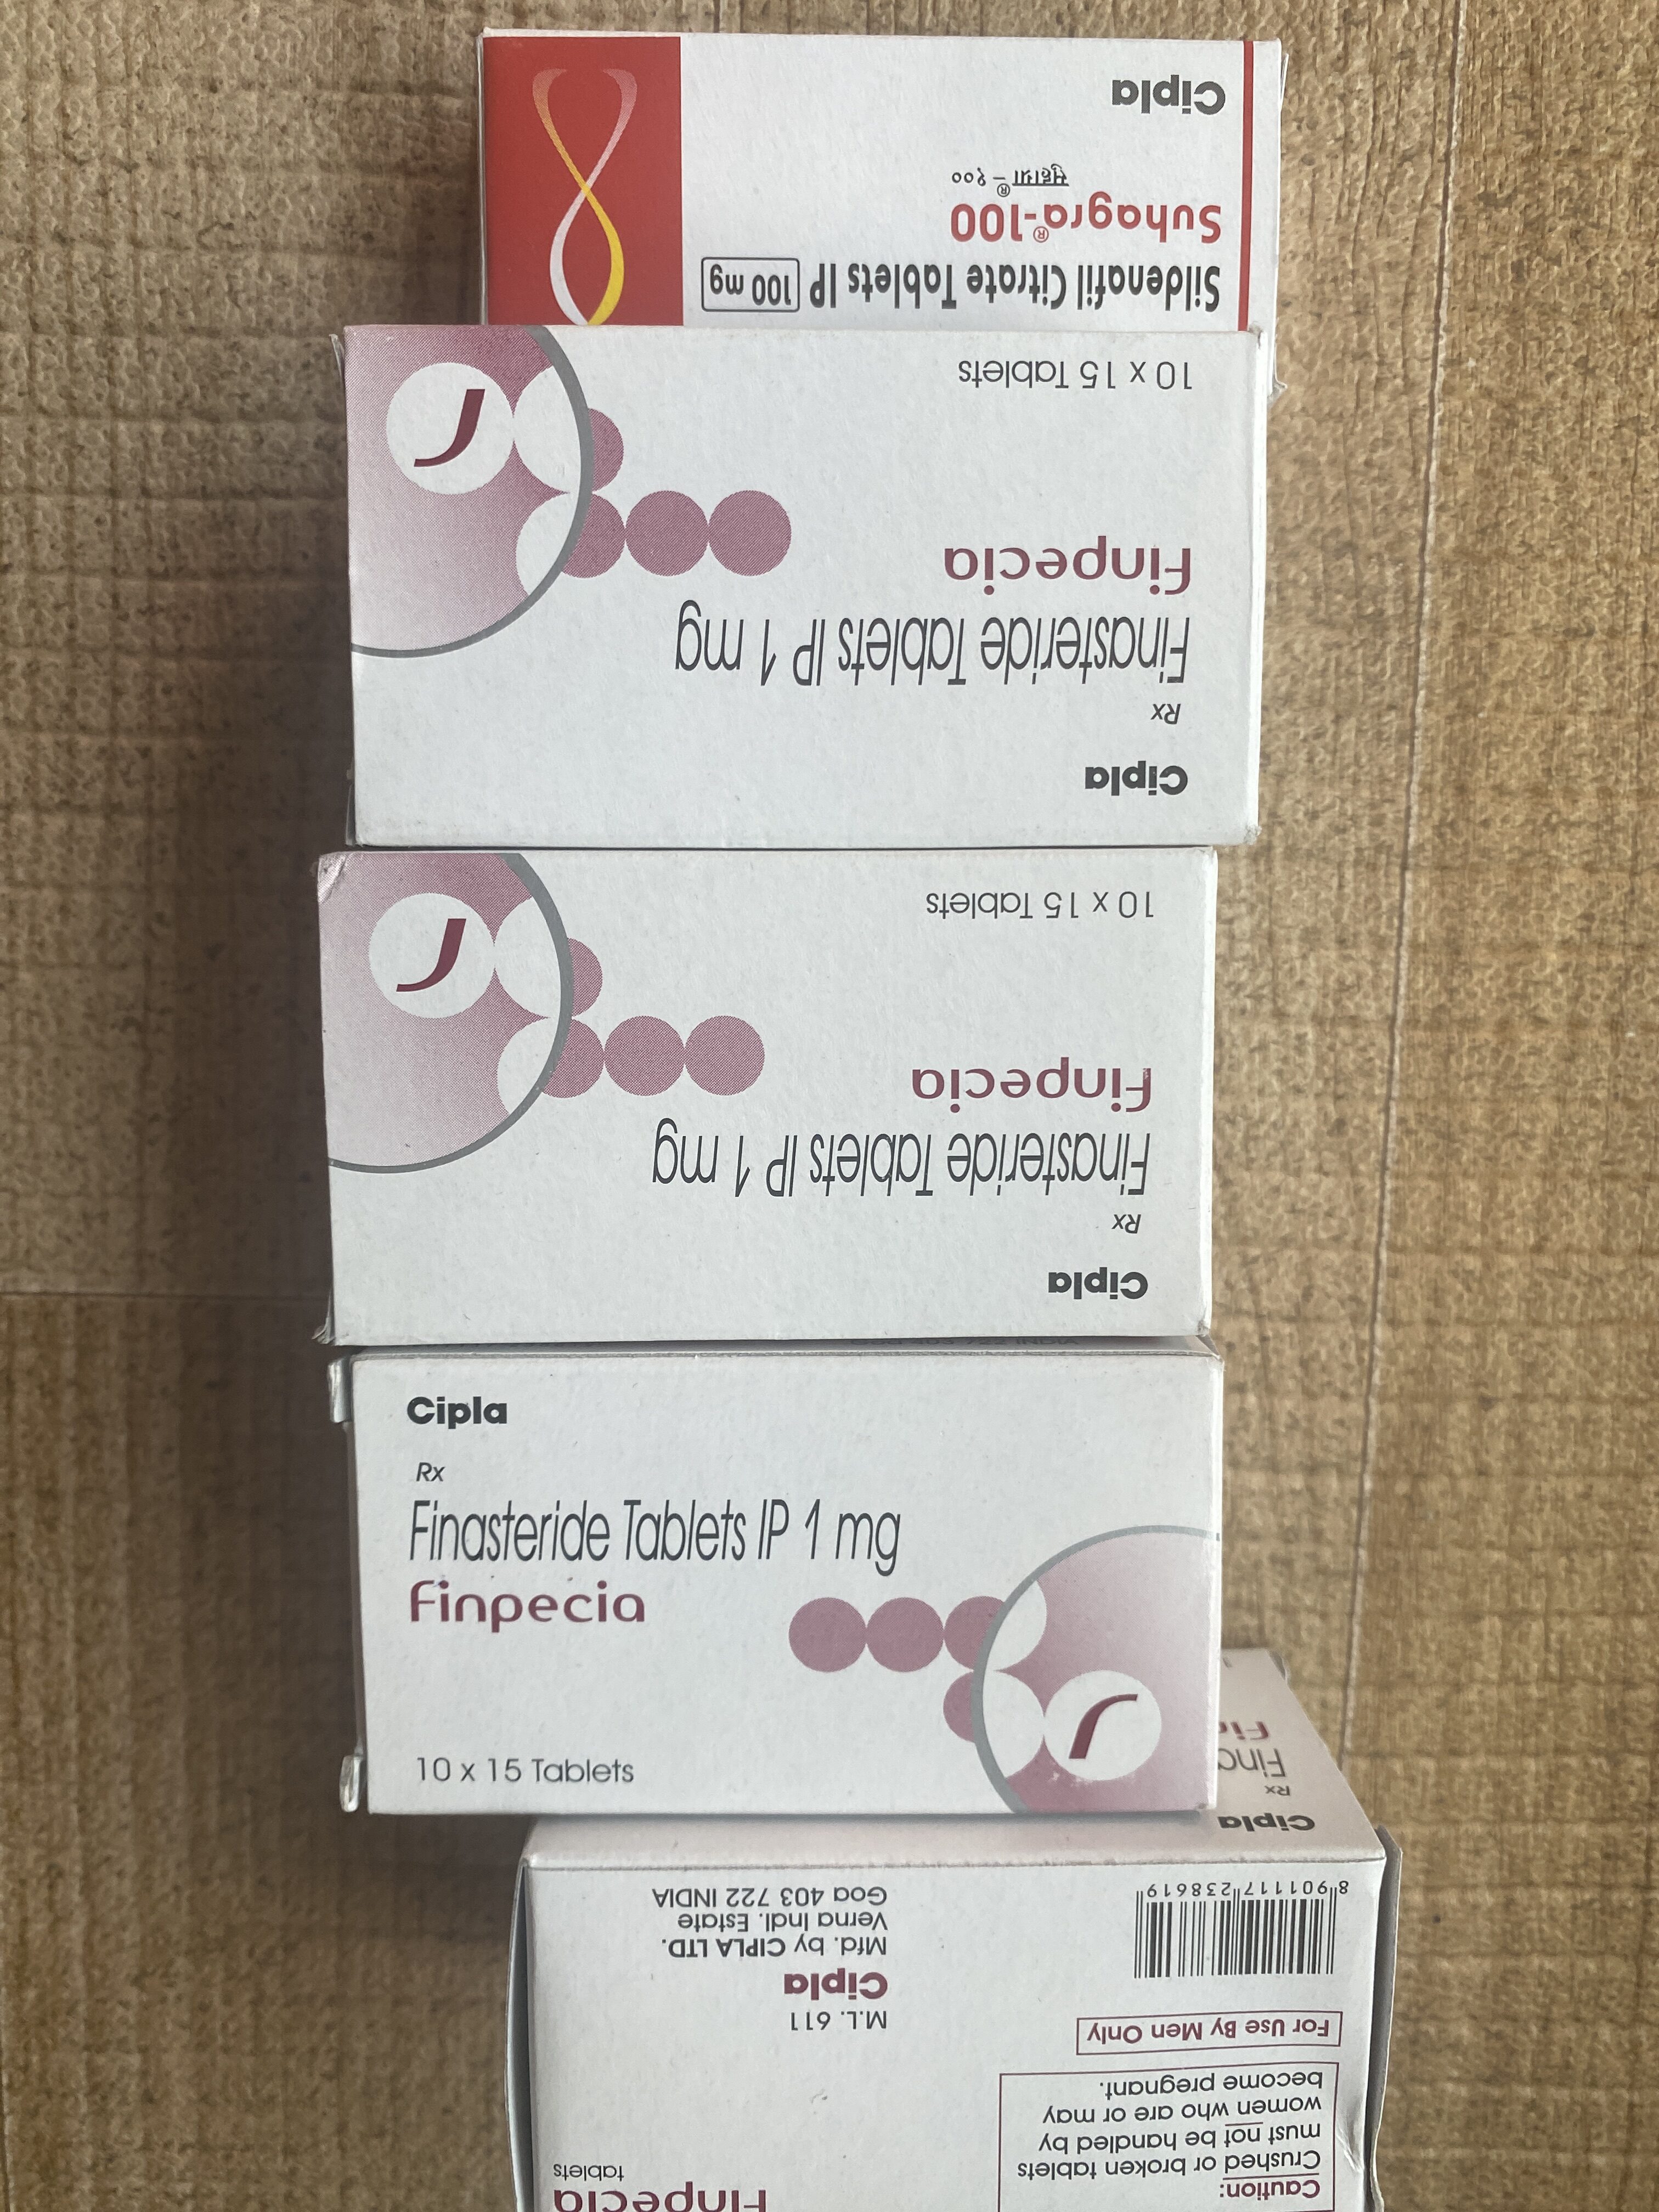 Sildenafil Citrate Tablets IP 100 mg
Suhagra®-100
सुहाग्रा® – १००
Cipla
Cipla
Rx
Finasteride Tablets IP 1 mg
Finpecia
10 x 15 Tablets
Cipla
Rx
Finasteride Tablets IP 1 mg
Finpecia
10 x 15 Tablets
Cipla
Rx
Finasteride Tablets IP 1 mg
Finpecia
10 x 15 Tablets
Cipla
Rx
Fina
Fin
Finpecia
tablets
M.L. 611
Cipla
Mfd. by CIPLA LTD.
Verna Indl. Estate
Goa 403 722 INDIA
Caution:
Crushed or broken tablets
must not be handled by
women who are or may
become pregnant.
For Use By Men Only
8 901117 238619